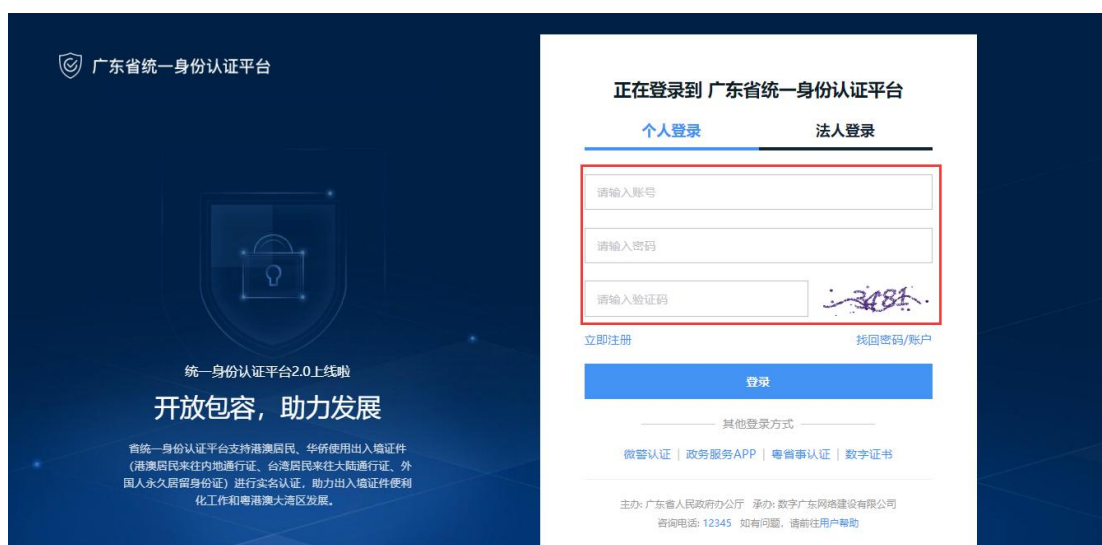 广东省统一身份认证平台
统一身份认证平台2.0上线啦
开放包容，助力发展
省统一身份认证平台支持港澳居民、华侨使用出入境证件
（港澳居民来往内地通行证、台湾居民来往大陆通行证、外
国人永久居留身份证）进行实名认证，助力出入境证件便利
化工作和粤港澳大湾区发展。
正在登录到 广东省统一身份认证平台
个人登录 法人登录
请输入账号
请输入密码
请输入验证码 3481
立即注册 找回密码/账户
登录
其他登录方式
微警认证 | 政务服务APP | 粤省事认证 | 数字证书
主办: 广东省人民政府办公厅 承办: 数字广东网络建设有限公司
咨询电话: 12345 如有问题, 请前往用户帮助